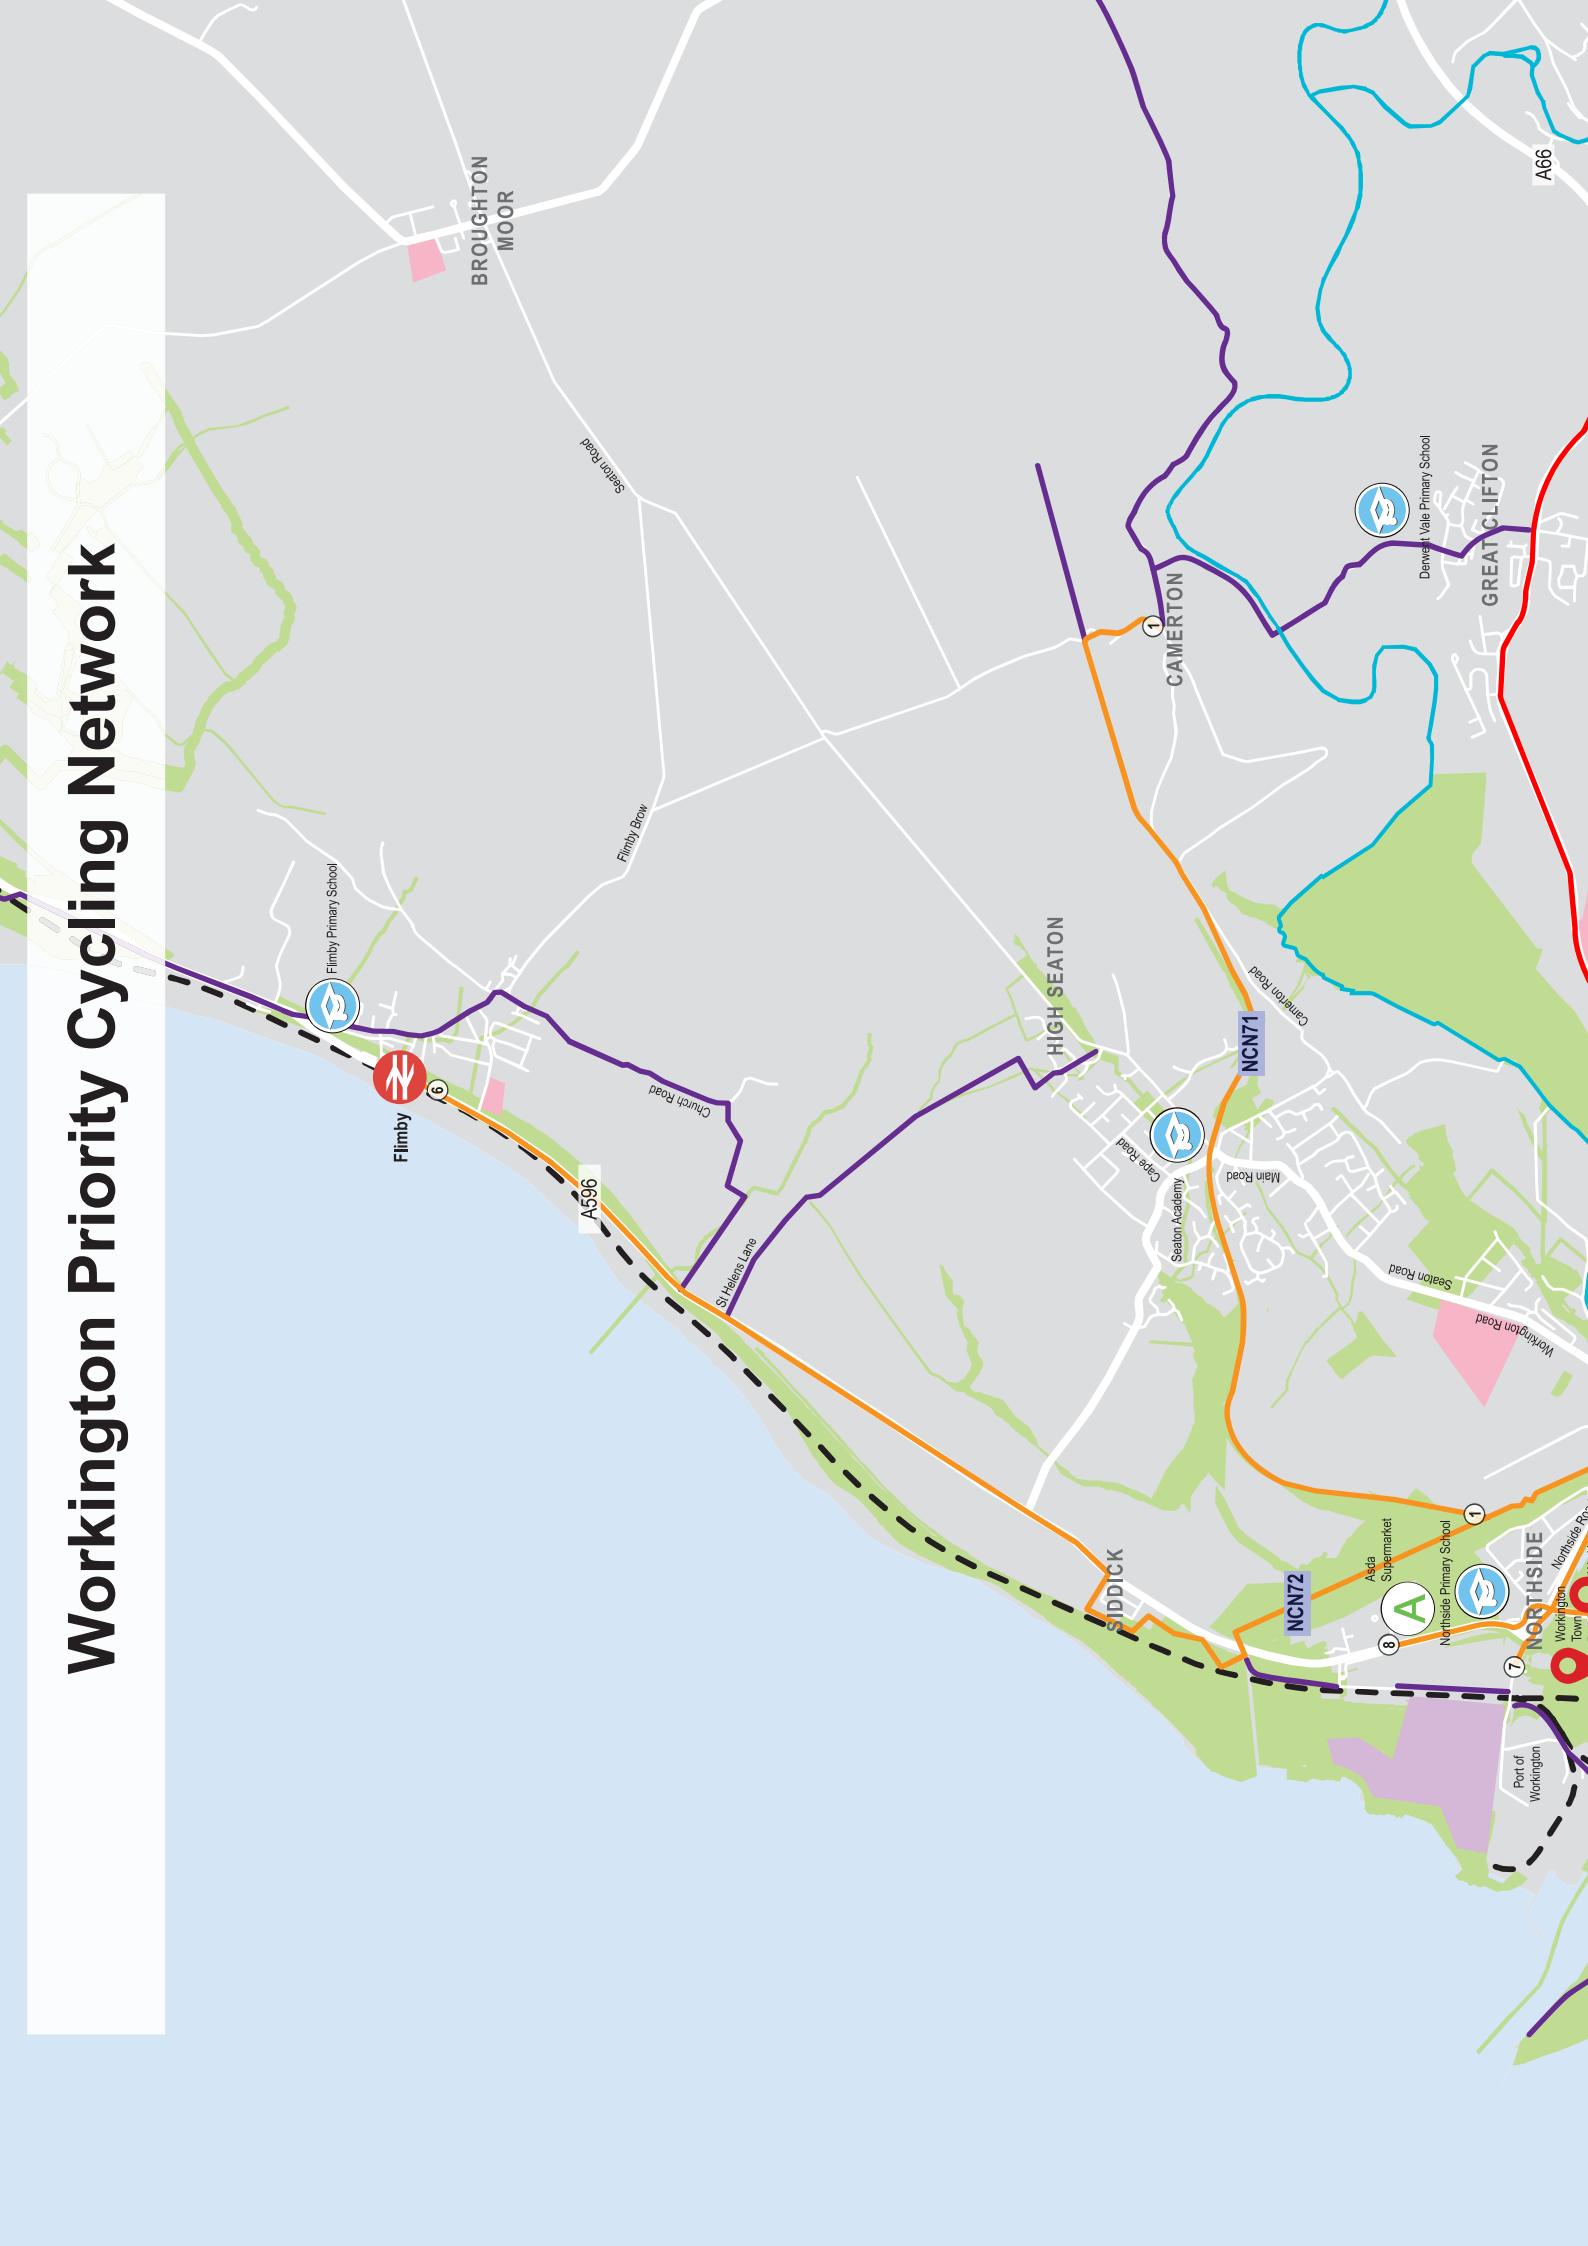 Workington Priority Cycling Network
BROUGHTON
MOOR
Seaton Road
Flimby Brow
Flimby Primary School
Flimby
6
A596
Church Road
St Helens Lane
HIGH SEATON
Cape Road
Seaton Academy
Main Road
Camerton Road
NCN71
CAMERTON
1
Derwent Vale Primary School
GREAT CLIFTON
A66
Seaton Road
Workington Road
SIDDICK
NCN72
Asda
Supermarket
A
1
Northside Primary School
8
7
NORTHSIDE
Northside
Workington
Town
Port of
Workington